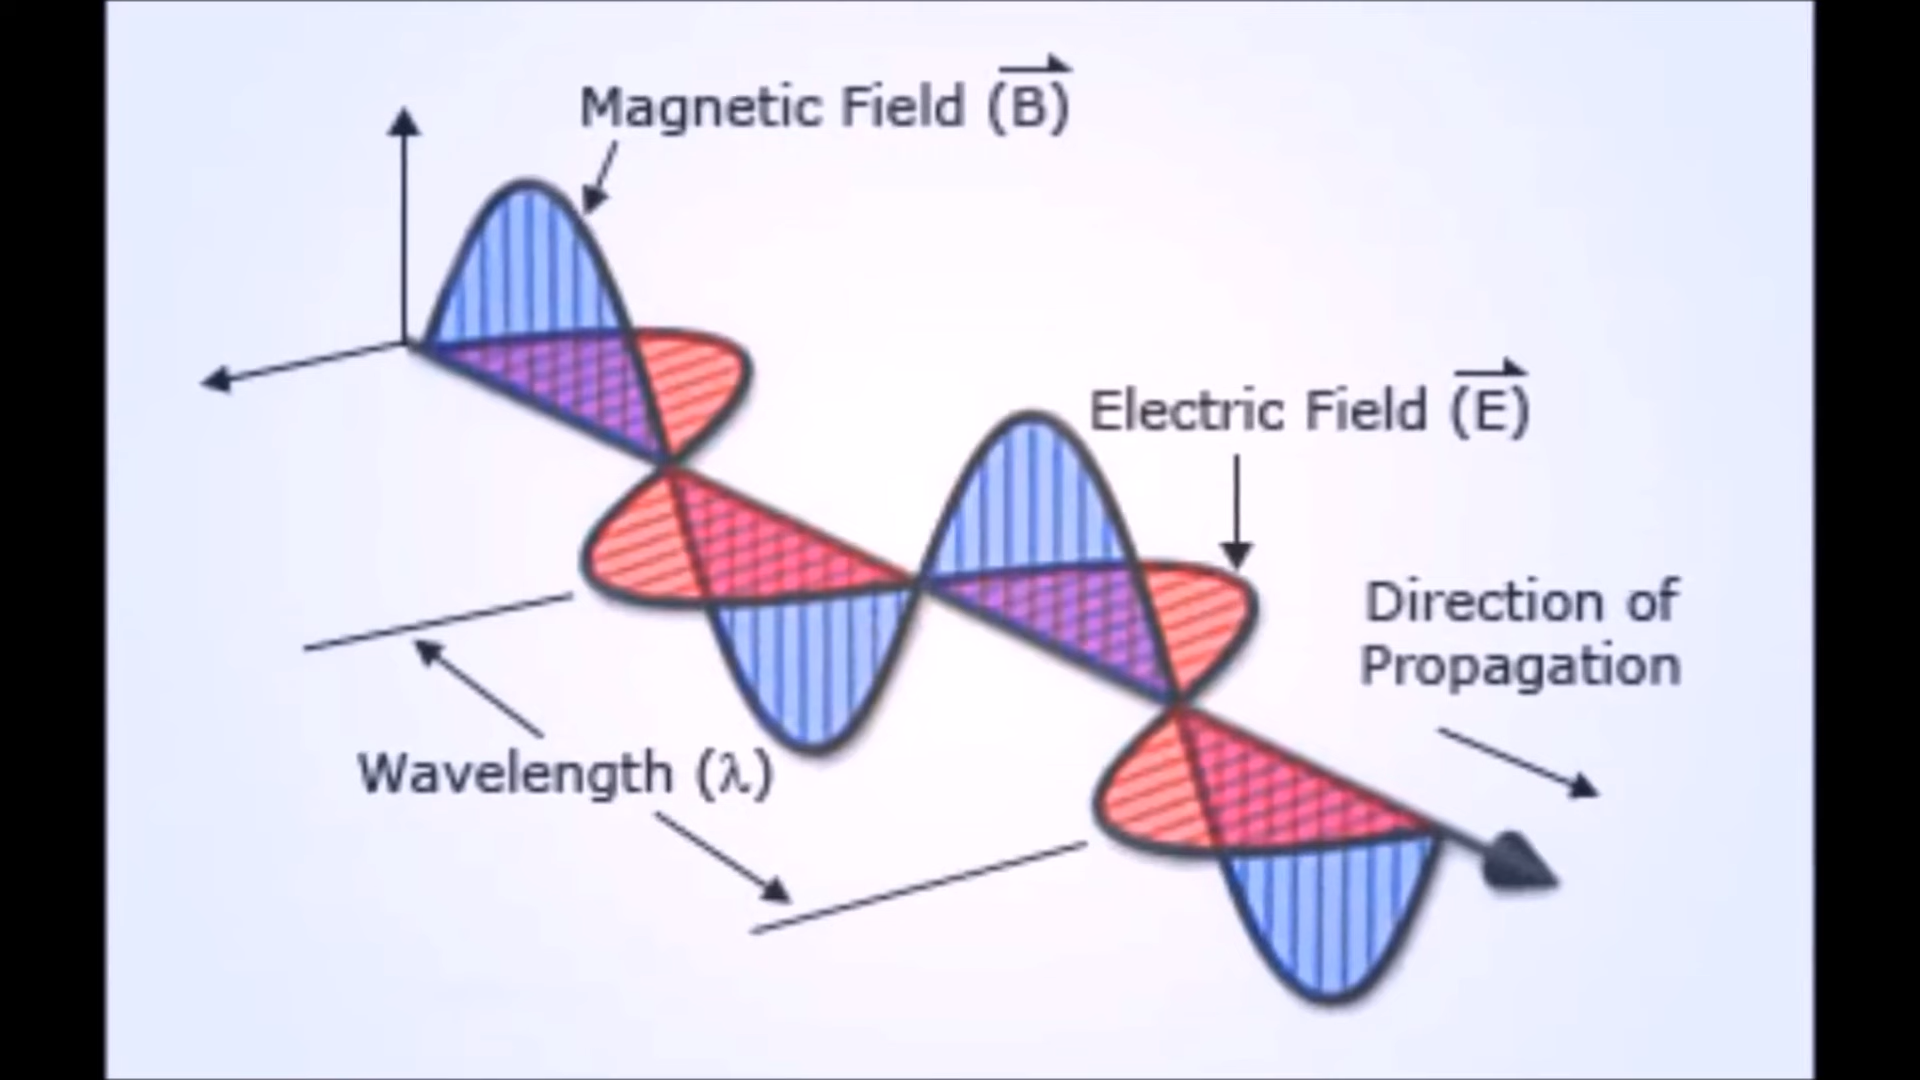 Magnetic Field (B)
Electric Field (E)
Direction of
Propagation
Wavelength (λ)